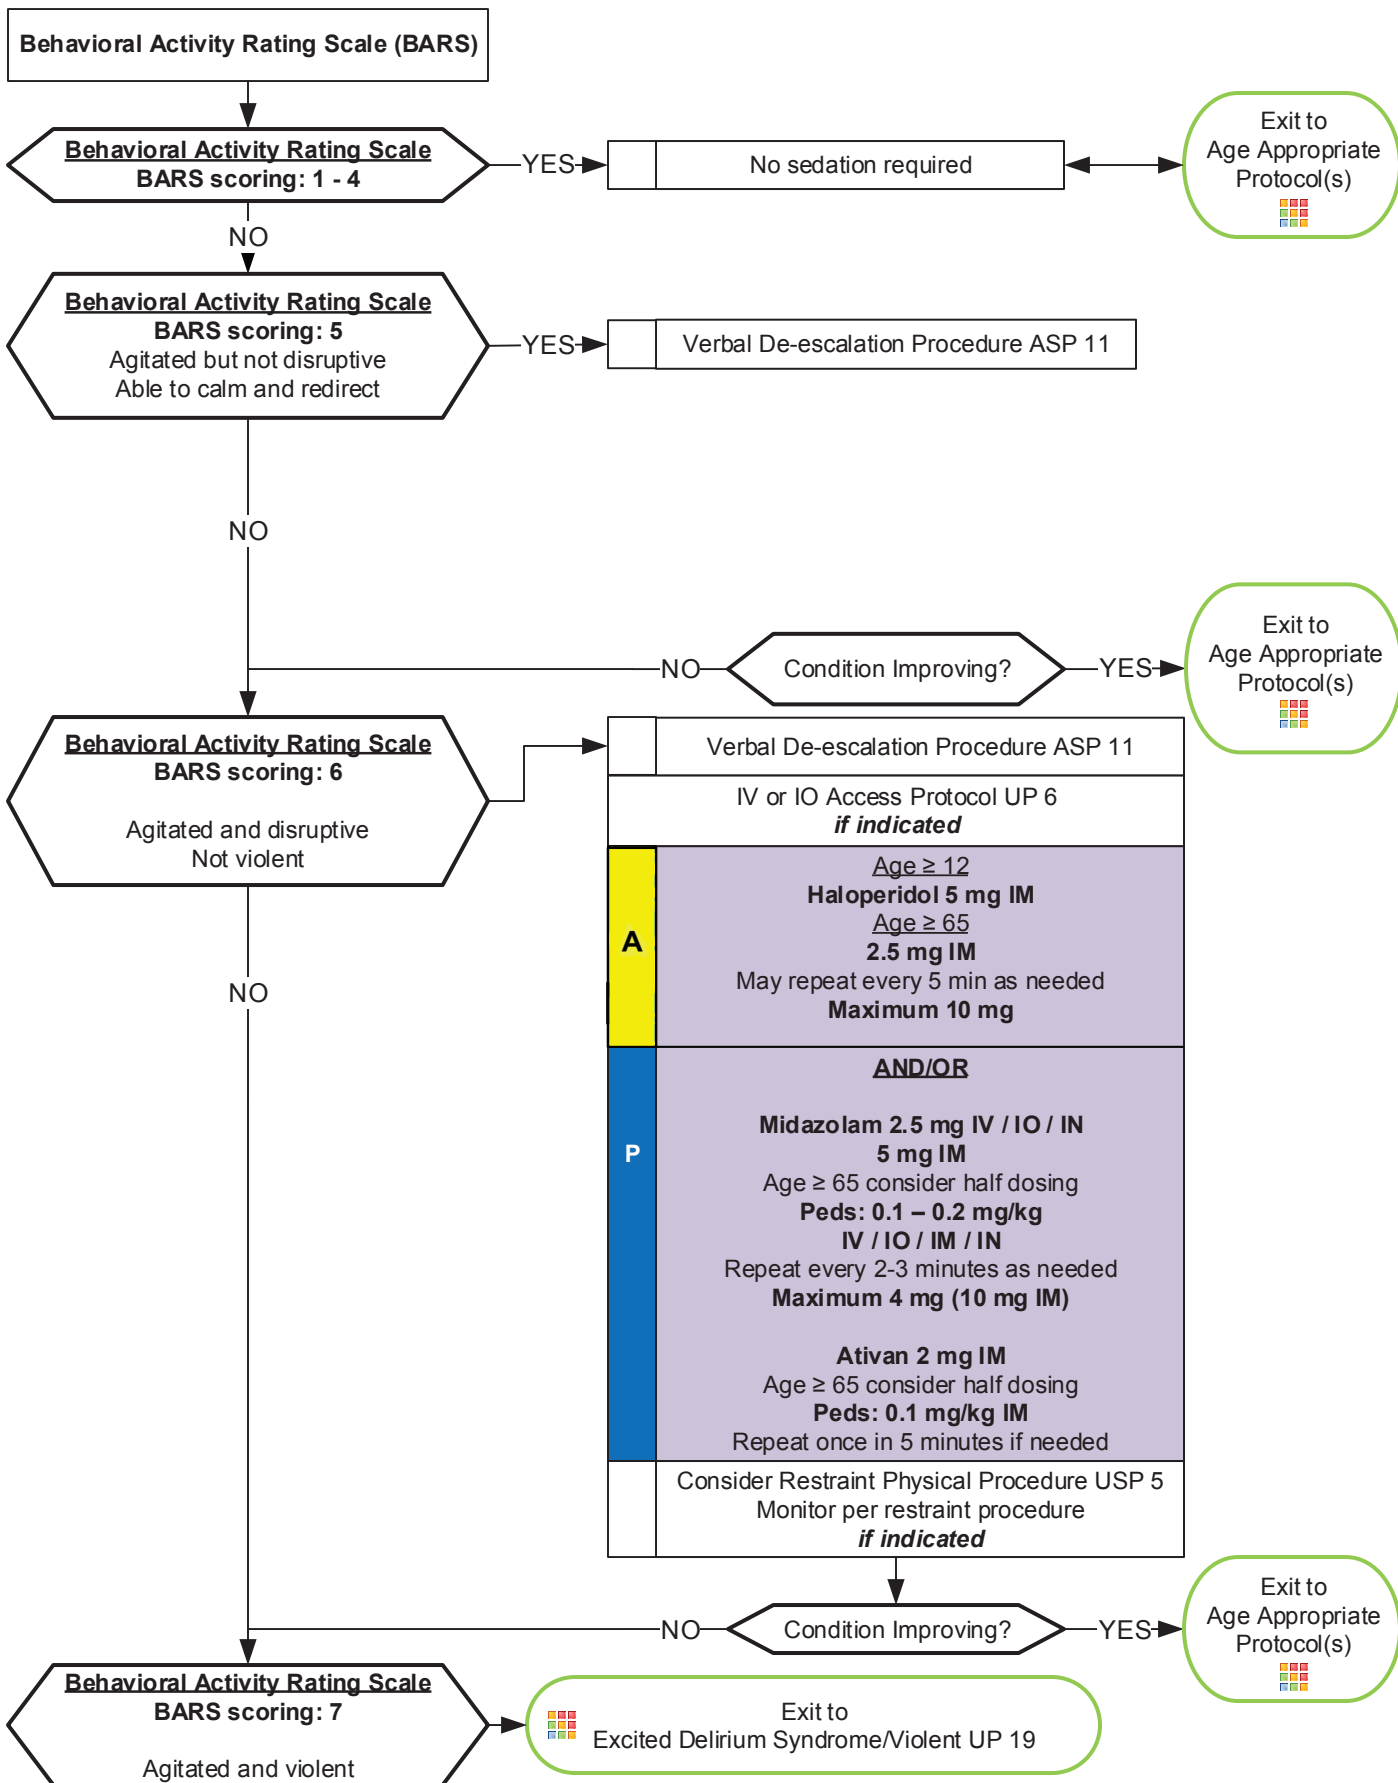 Behavioral Activity Rating Scale (BARS)
Behavioral Activity Rating Scale
BARS scoring: 1 - 4
YES
No sedation required
Exit to
Age Appropriate
Protocol(s)
NO
Behavioral Activity Rating Scale
BARS scoring: 5
Agitated but not disruptive
Able to calm and redirect
YES
Verbal De-escalation Procedure ASP 11
NO
NO
Condition Improving?
YES
Exit to
Age Appropriate
Protocol(s)
Behavioral Activity Rating Scale
BARS scoring: 6
Agitated and disruptive
Not violent
Verbal De-escalation Procedure ASP 11
IV or IO Access Protocol UP 6
if indicated
A
Age ≥ 12
Haloperidol 5 mg IM
Age ≥ 65
2.5 mg IM
May repeat every 5 min as needed
Maximum 10 mg
NO
P
AND/OR
Midazolam 2.5 mg IV / IO / IN
5 mg IM
Age ≥ 65 consider half dosing
Peds: 0.1 – 0.2 mg/kg
IV / IO / IM / IN
Repeat every 2-3 minutes as needed
Maximum 4 mg (10 mg IM)
Ativan 2 mg IM
Age ≥ 65 consider half dosing
Peds: 0.1 mg/kg IM
Repeat once in 5 minutes if needed
Consider Restraint Physical Procedure USP 5
Monitor per restraint procedure
if indicated
NO
Condition Improving?
YES
Exit to
Age Appropriate
Protocol(s)
Behavioral Activity Rating Scale
BARS scoring: 7
Agitated and violent
Exit to
Excited Delirium Syndrome/Violent UP 19